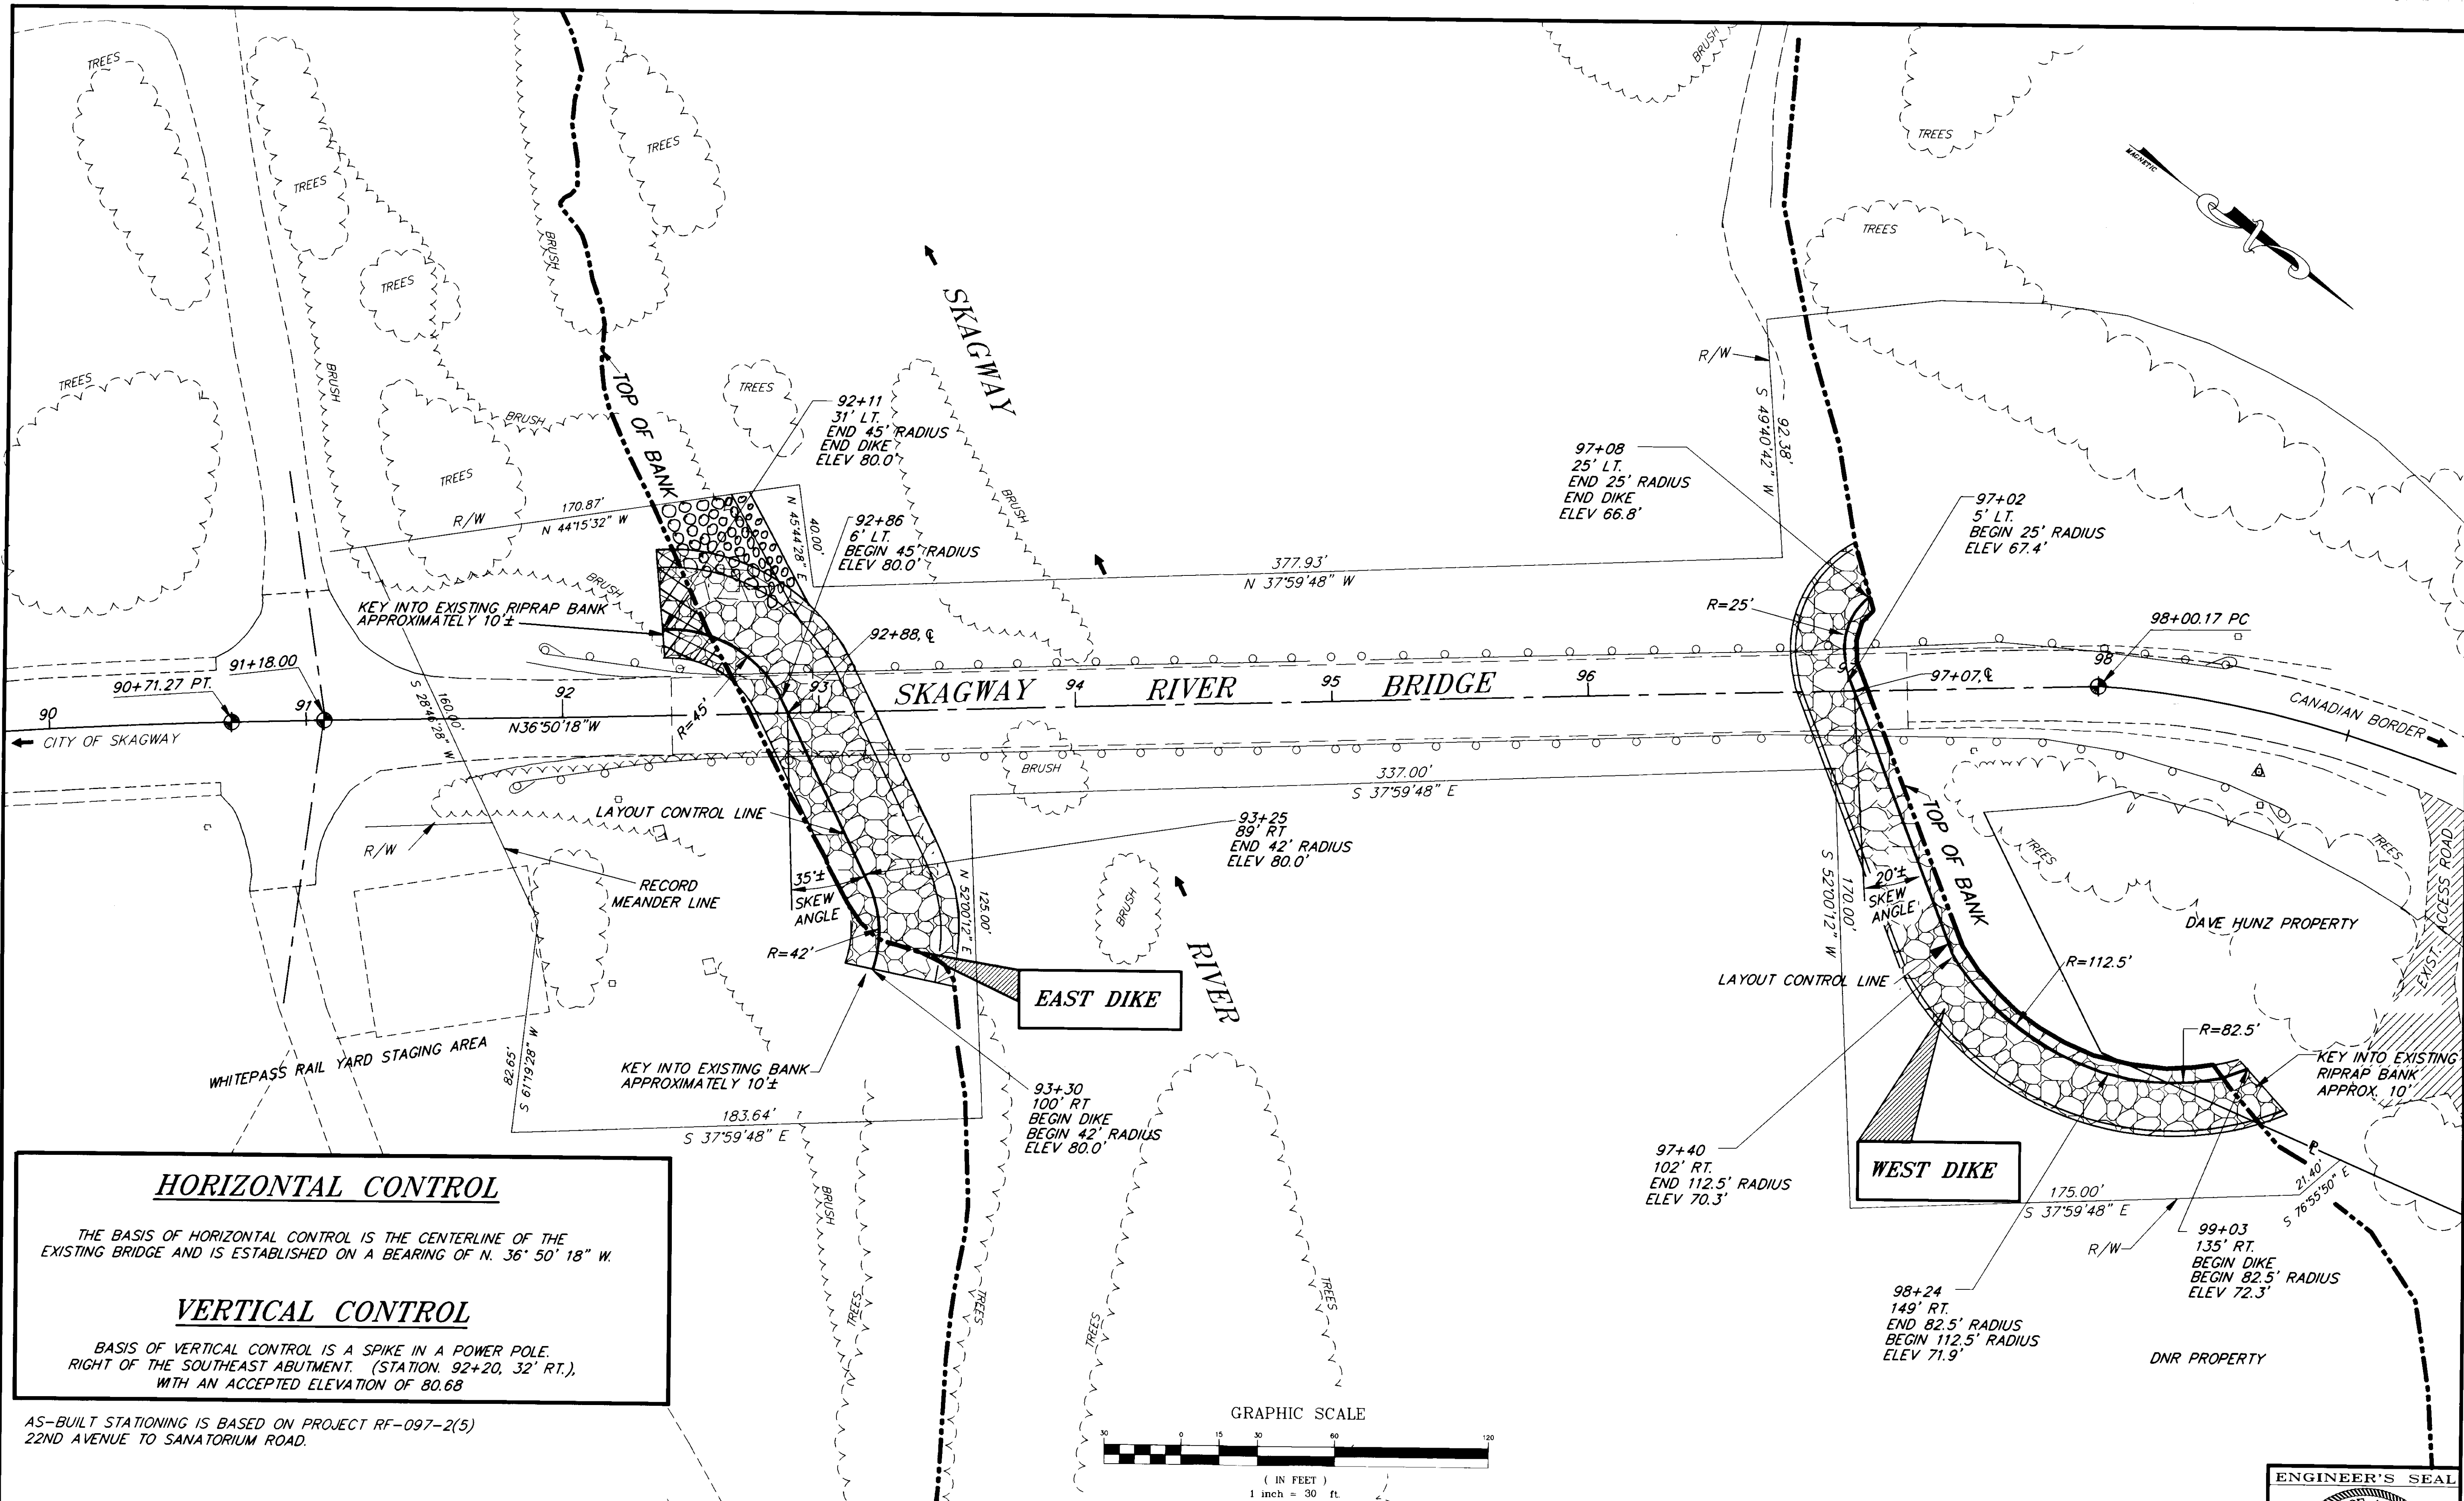 TREES
TREES
TREES
TREES
TREES
TREES
TREES
TREES
TREES
TREES
BRUSH
BRUSH
BRUSH
BRUSH
BRUSH
BRUSH
MAGNETIC
SKAGWAY
RIVER
TOP OF BANK
92+11
31' LT.
END 45' RADIUS
END DIKE
ELEV 80.0'
R/W
170.87'
N 44°15'32" W
40.00'
N 45°44'28" E
92+86
6' LT.
BEGIN 45' RADIUS
ELEV 80.0'
377.93'
N 37°59'48" W
97+08
25' LT.
END 25' RADIUS
END DIKE
ELEV 66.8'
R/W
92.38'
S 49°40'42" W
97+02
5' LT.
BEGIN 25' RADIUS
ELEV 67.4'
KEY INTO EXISTING RIPRAP BANK
APPROXIMATELY 10'±
92+88, ℄
R=25'
98+00.17 PC
97+07, ℄
91+18.00
90+71.27 PT.
90
91
92
93
94
95
96
97
98
SKAGWAY RIVER BRIDGE
CANADIAN BORDER
CITY OF SKAGWAY
N36°50'18"W
160.00'
S 28°46'28" W
R=45'
BRUSH
337.00'
S 37°59'48" E
LAYOUT CONTROL LINE
93+25
89' RT
END 42' RADIUS
ELEV 80.0'
R/W
RECORD
MEANDER LINE
35°±
SKEW
ANGLE
R=42'
125.00'
N 52°00'12" E
BRUSH
EAST DIKE
TOP OF BANK
20°±
SKEW
ANGLE
170.00'
S 52°00'12" W
TREES
TREES
EXIST. ACCESS ROAD
DAVE HUNZ PROPERTY
R=112.5'
LAYOUT CONTROL LINE
R=82.5'
KEY INTO EXISTING
RIPRAP BANK
APPROX. 10'
WHITEPASS RAIL YARD STAGING AREA
82.65'
S 61°19'28" W
KEY INTO EXISTING BANK
APPROXIMATELY 10'±
183.64'
S 37°59'48" E
93+30
100' RT
BEGIN DIKE
BEGIN 42' RADIUS
ELEV 80.0'
97+40
102' RT.
END 112.5' RADIUS
ELEV 70.3'
WEST DIKE
175.00'
S 37°59'48" E
21.40'
S 76°55'50" E
R/W
99+03
135' RT.
BEGIN DIKE
BEGIN 82.5' RADIUS
ELEV 72.3'
98+24
149' RT.
END 82.5' RADIUS
BEGIN 112.5' RADIUS
ELEV 71.9'
DNR PROPERTY
BRUSH
TREES
TREES
TREES
TREES
HORIZONTAL CONTROL
THE BASIS OF HORIZONTAL CONTROL IS THE CENTERLINE OF THE
EXISTING BRIDGE AND IS ESTABLISHED ON A BEARING OF N. 36° 50' 18" W.
VERTICAL CONTROL
BASIS OF VERTICAL CONTROL IS A SPIKE IN A POWER POLE.
RIGHT OF THE SOUTHEAST ABUTMENT. (STATION. 92+20, 32' RT.),
WITH AN ACCEPTED ELEVATION OF 80.68
AS-BUILT STATIONING IS BASED ON PROJECT RF-097-2(5)
22ND AVENUE TO SANATORIUM ROAD.
GRAPHIC SCALE
30 0 15 30 60 120
( IN FEET )
1 inch = 30 ft.
ENGINEER'S SEAL